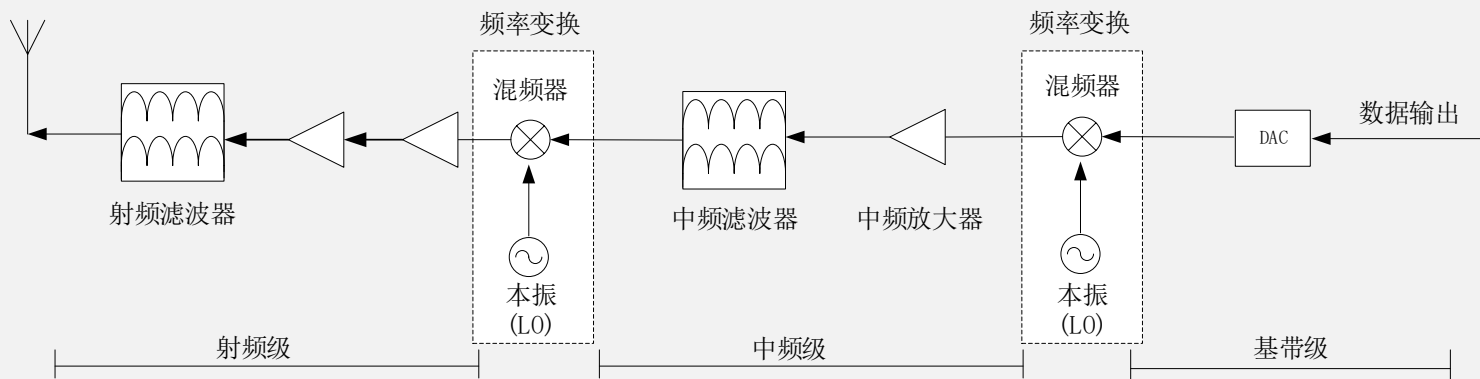 频率变换
频率变换
混频器
混频器
数据输出
DAC
射频滤波器
中频滤波器
中频放大器
本振
(LO)
本振
(LO)
射频级
中频级
基带级